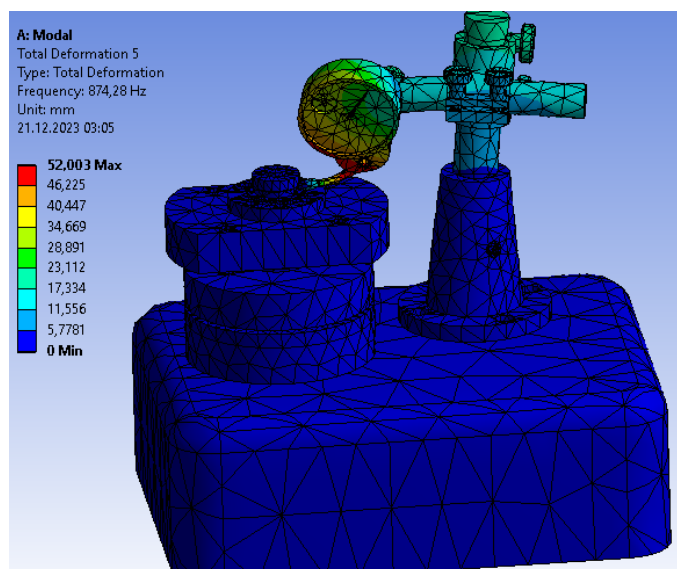 A: Modal
Total Deformation 5
Type: Total Deformation
Frequency: 874,28 Hz
Unit: mm
21.12.2023 03:05
52,003 Max
46,225
40,447
34,669
28,891
23,112
17,334
11,556
5,7781
0 Min